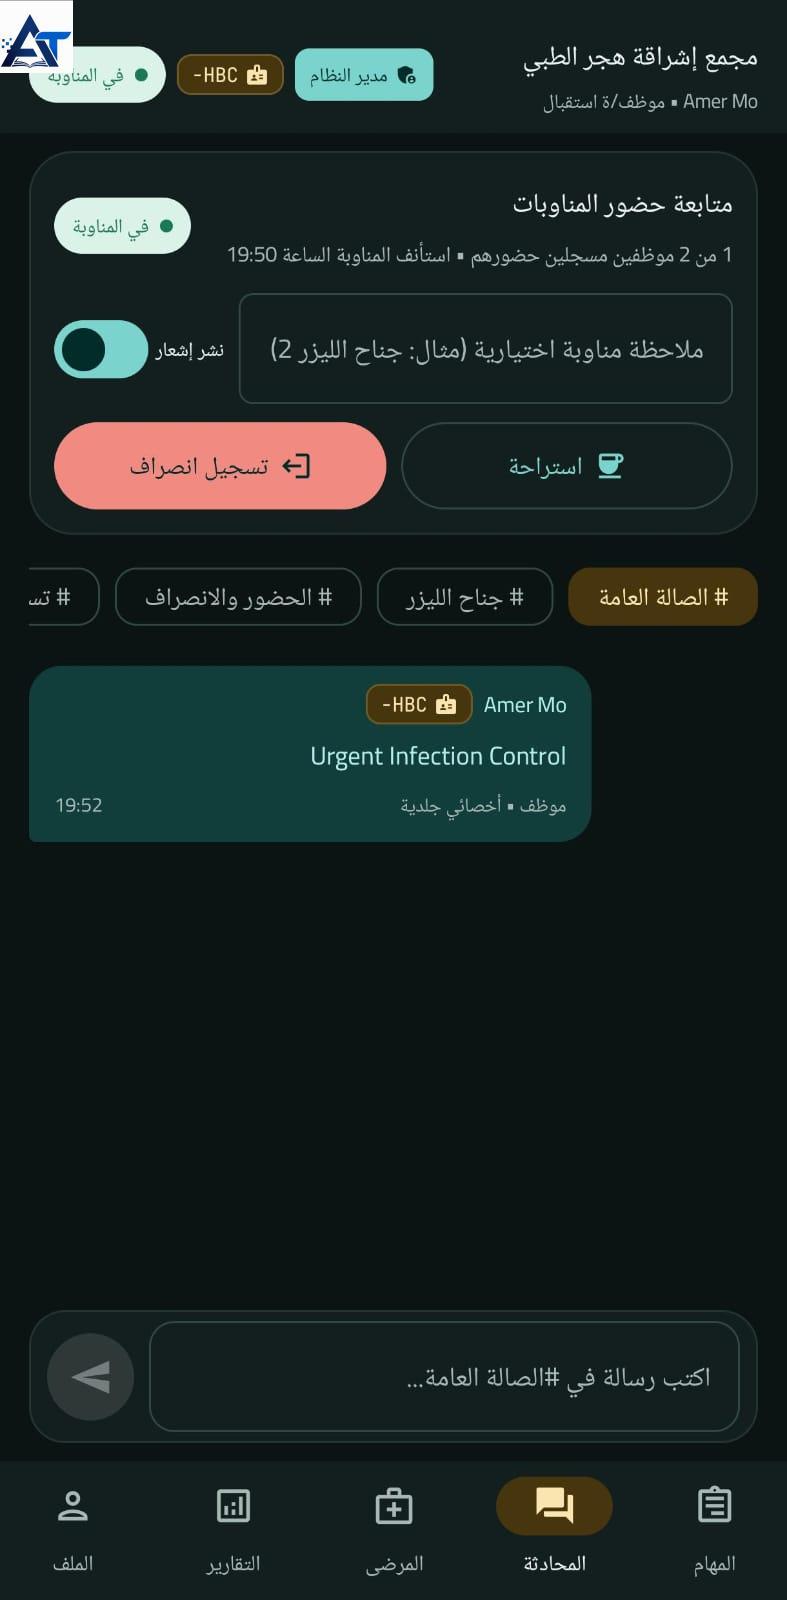 مجمع إشراقة هجر الطبي
Amer Mo • موظف/ة استقبال
مدير النظام
-HBC
في المناوبة
AT
متابعة حضور المناوبات
في المناوبة
1 من 2 موظفين مسجلين حضورهم • استأنف المناوبة الساعة 19:50
ملاحظة مناوبة اختيارية (مثال: جناح الليزر 2)
نشر إشعار
استراحة
تسجيل انصراف
# الصالة العامة
# جناح الليزر
# الحضور والانصراف
# تس
Amer Mo
-HBC
Urgent Infection Control
موظف • أخصائي جلدية
19:52
اكتب رسالة في #الصالة العامة...
المهام
المحادثة
المرضى
التقارير
الملف